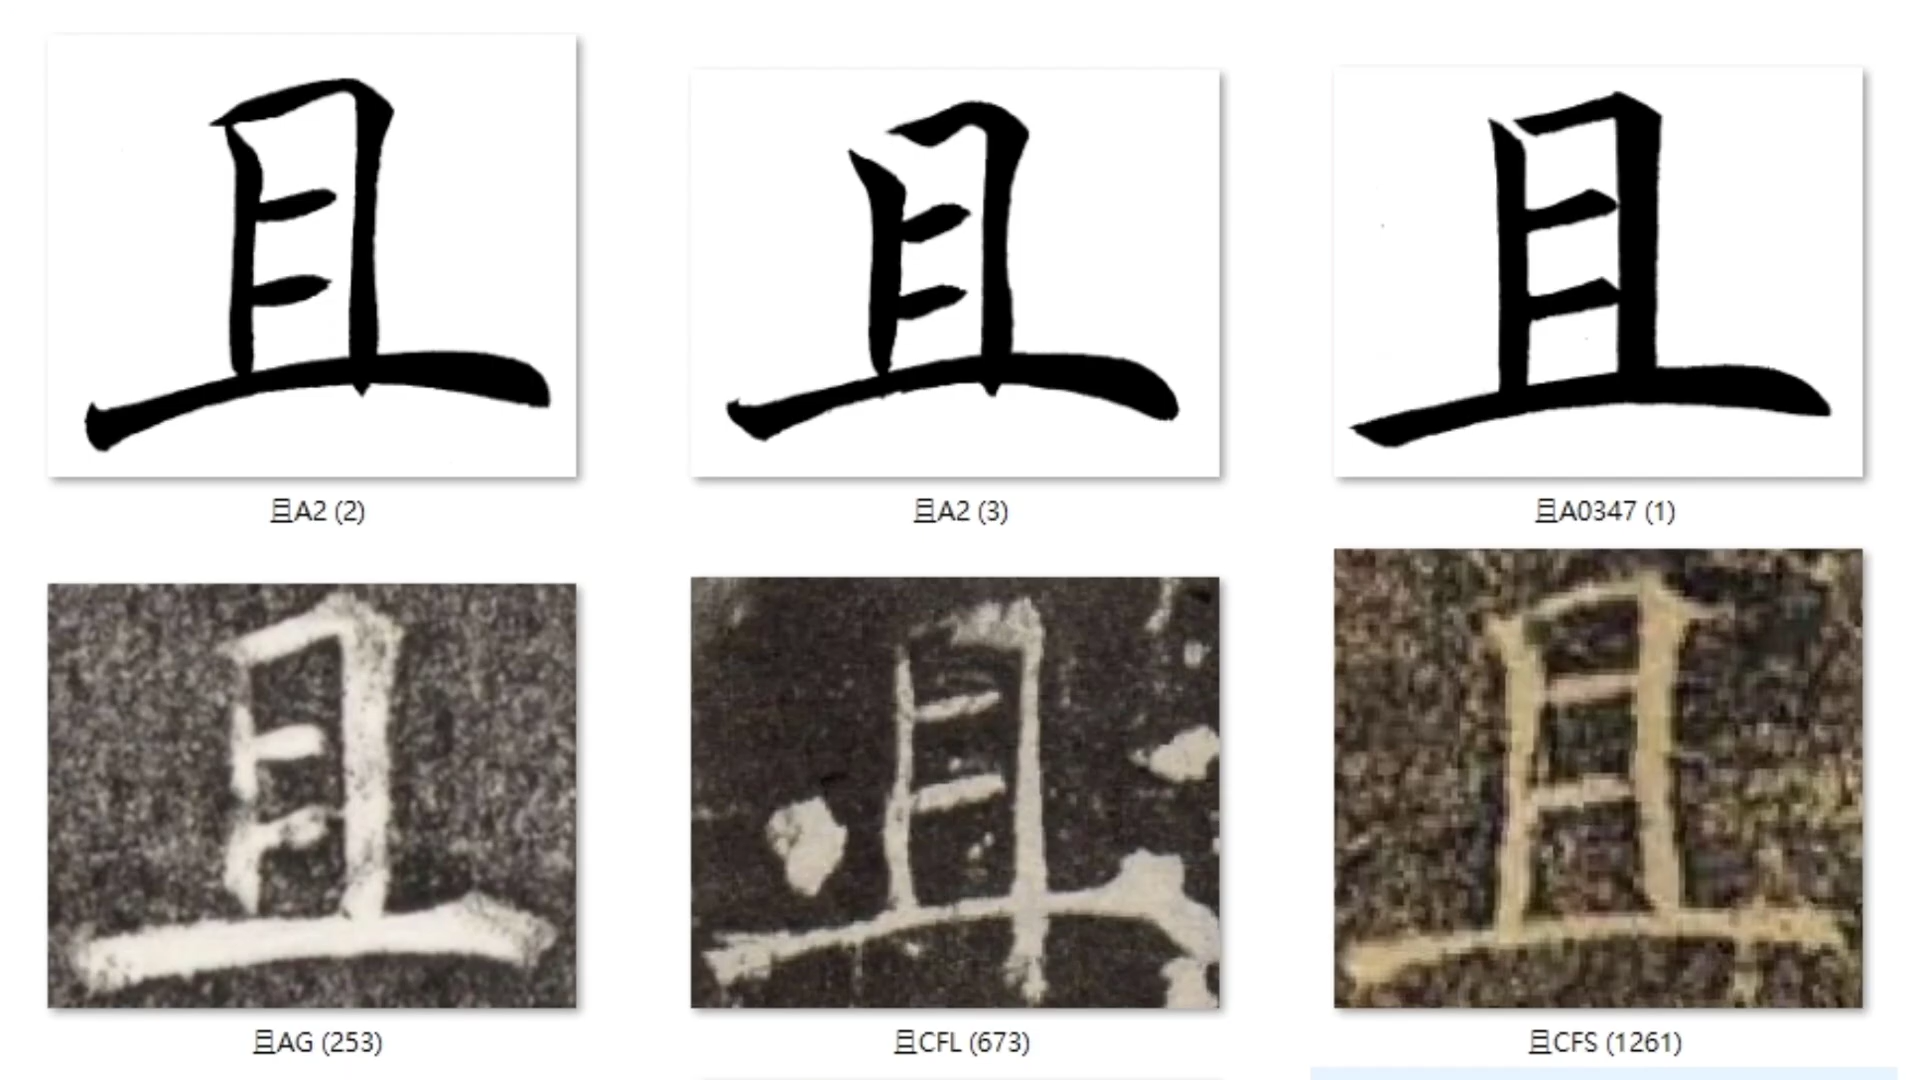 且 且 且
且A2 (2) 且A2 (3) 且A0347 (1)
且 且 且
且AG (253) 且CFL (673) 且CFS (1261)